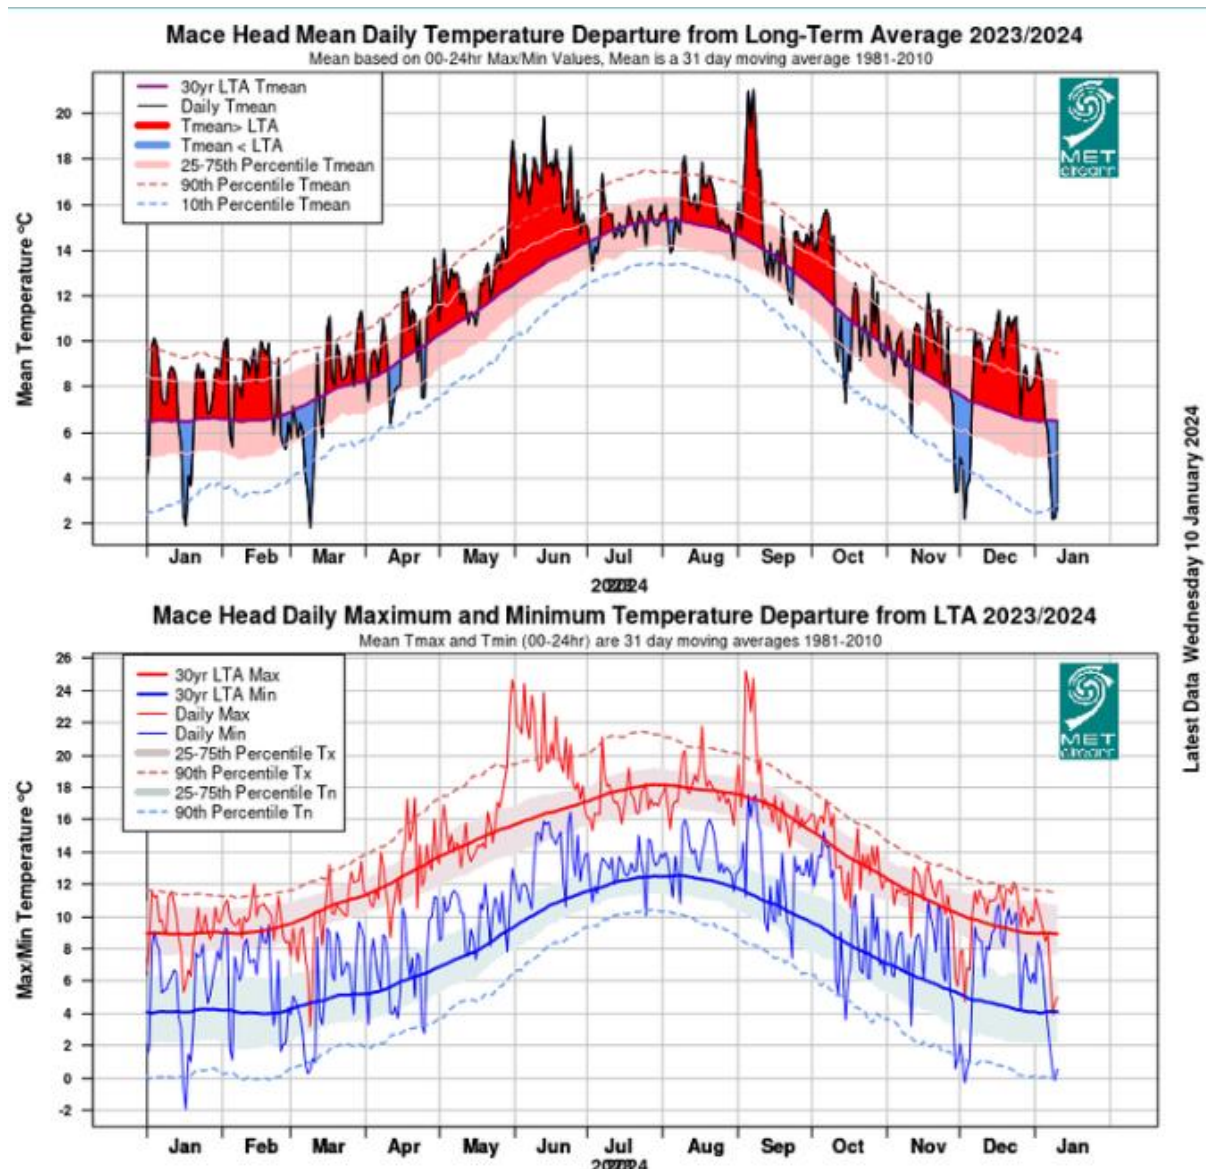 Mace Head Mean Daily Temperature Departure from Long-Term Average 2023/2024
Mean based on 00-24hr Max/Min Values, Mean is a 31 day moving average 1981-2010
30yr LTA Tmean
Daily Tmean
Tmean> LTA
Tmean < LTA
25-75th Percentile Tmean
90th Percentile Tmean
10th Percentile Tmean
MET
Mean Temperature ºC
20
18
16
14
12
10
8
6
4
2
Jan Feb Mar Apr May Jun Jul Aug Sep Oct Nov Dec Jan
Mace Head Daily Maximum and Minimum Temperature Departure from LTA 2023/2024
Mean Tmax and Tmin (00-24hr) are 31 day moving averages 1981-2010
30yr LTA Max
30yr LTA Min
Daily Max
Daily Min
25-75th Percentile Tx
90th Percentile Tx
25-75th Percentile Tn
90th Percentile Tn
MET
Max/Min Temperature ºC
26
24
22
20
18
16
14
12
10
8
6
4
2
0
-2
Jan Feb Mar Apr May Jun Jul Aug Sep Oct Nov Dec Jan
Latest Data Wednesday 10 January 2024